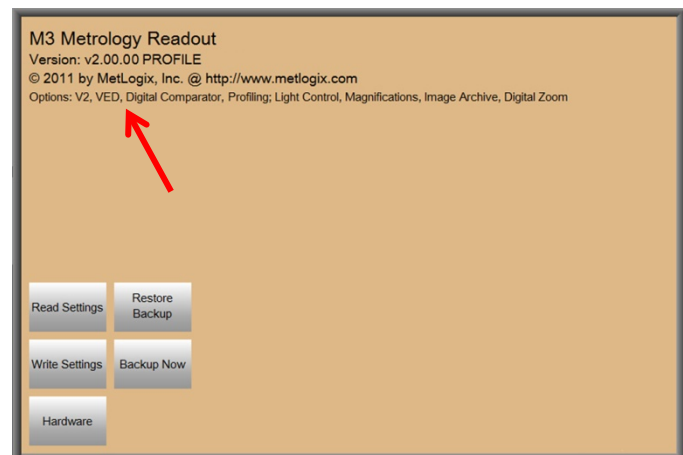 M3 Metrology Readout
Version: v2.00.00 PROFILE
© 2011 by MetLogix, Inc. @ http://www.metlogix.com
Options: V2, VED, Digital Comparator, Profiling; Light Control, Magnifications, Image Archive, Digital Zoom
Read Settings
Restore
Backup
Write Settings
Backup Now
Hardware